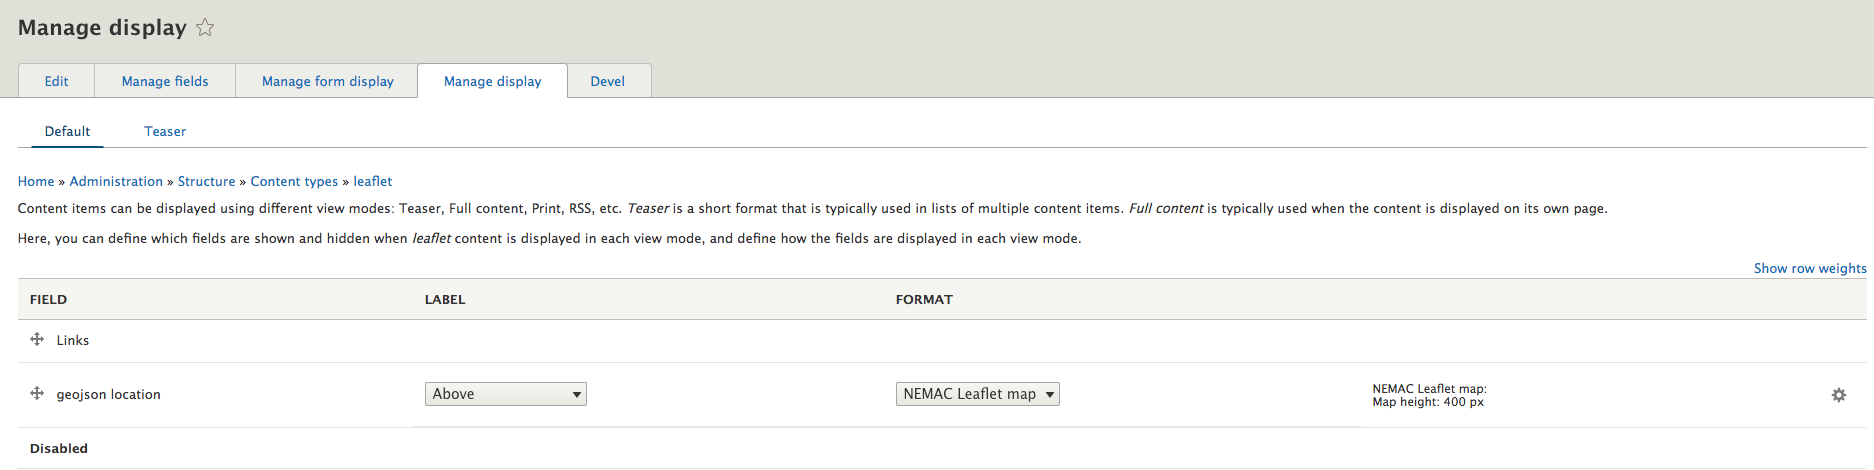 Manage display
Edit Manage fields Manage form display Manage display Devel
Default Teaser
Home » Administration » Structure » Content types » leaflet
Content items can be displayed using different view modes: Teaser, Full content, Print, RSS, etc. Teaser is a short format that is typically used in lists of multiple content items. Full content is typically used when the content is displayed on its own page.
Here, you can define which fields are shown and hidden when leaflet content is displayed in each view mode, and define how the fields are displayed in each view mode.
Show row weights
FIELD LABEL FORMAT
Links
geojson location Above NEMAC Leaflet map NEMAC Leaflet map:
Map height: 400 px
Disabled